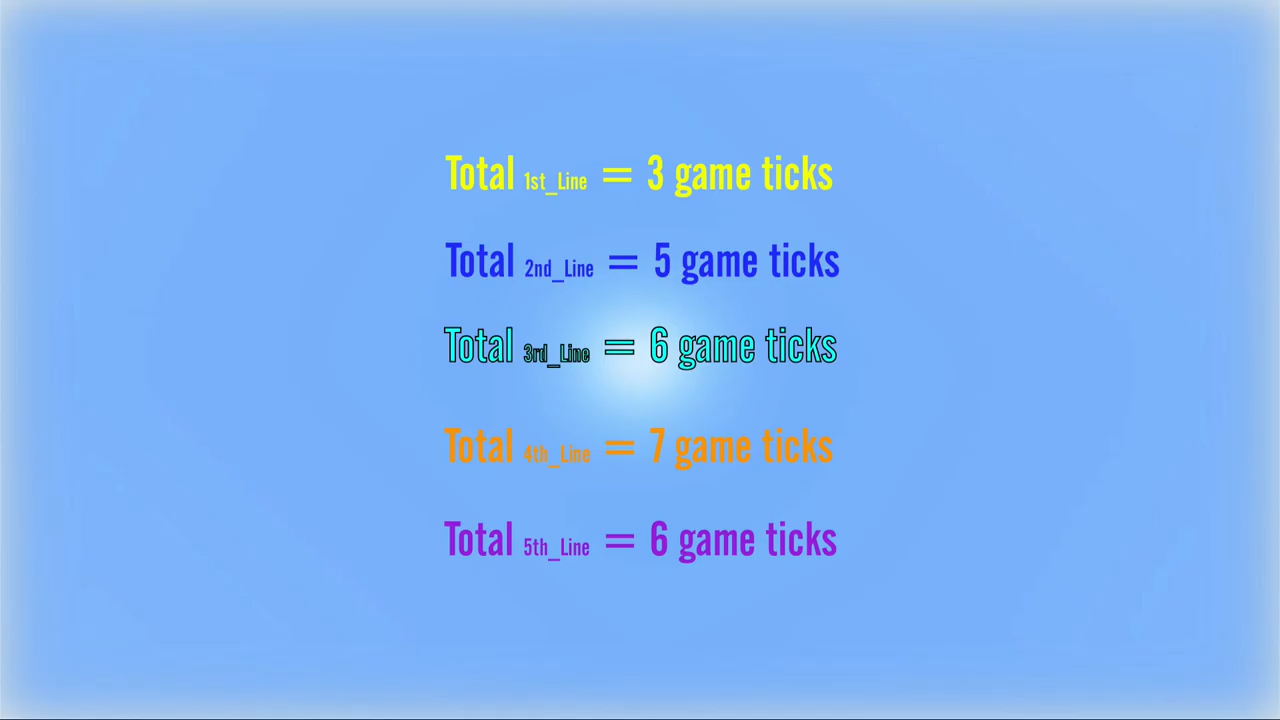 Total 1st_Line = 3 game ticks
Total 2nd_Line = 5 game ticks
Total 3rd_Line = 6 game ticks
Total 4th_Line = 7 game ticks
Total 5th_Line = 6 game ticks